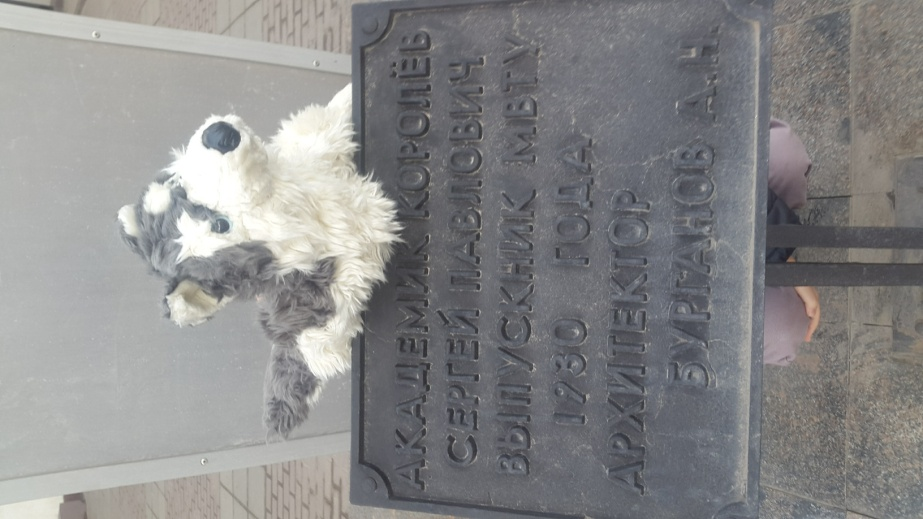 АКАДЕМИК КОРОЛЁВ
СЕРГЕЙ ПАВЛОВИЧ
ВЫПУСКНИК МВТУ
1930 ГОДА
АРХИТЕКТОР
БУРГАНОВ А.Н.